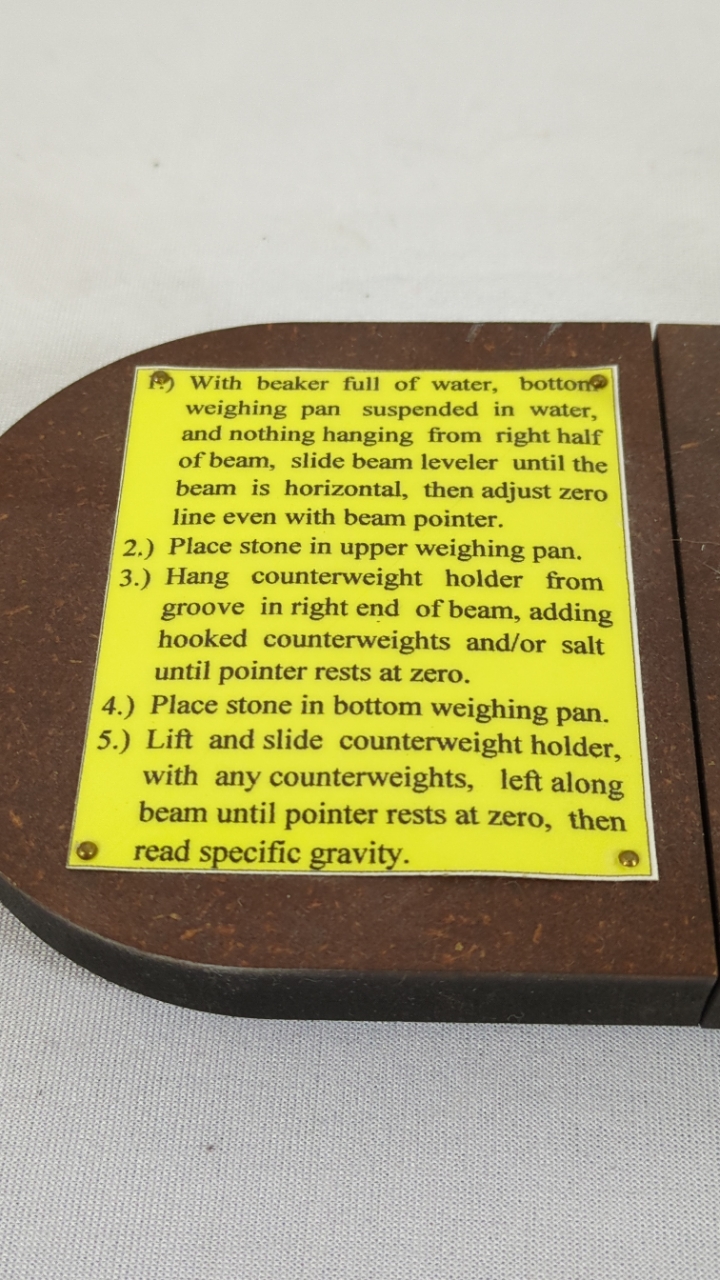 1.) With beaker full of water, bottom
weighing pan suspended in water,
and nothing hanging from right half
of beam, slide beam leveler until the
beam is horizontal, then adjust zero
line even with beam pointer.
2.) Place stone in upper weighing pan.
3.) Hang counterweight holder from
groove in right end of beam, adding
hooked counterweights and/or salt
until pointer rests at zero.
4.) Place stone in bottom weighing pan.
5.) Lift and slide counterweight holder,
with any counterweights, left along
beam until pointer rests at zero, then
read specific gravity.